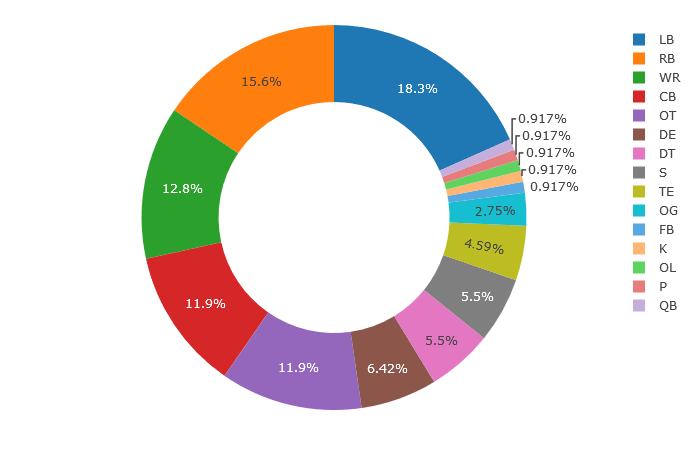 18.3%
15.6%
12.8%
11.9%
11.9%
6.42%
5.5%
5.5%
4.59%
2.75%
0.917%
0.917%
0.917%
0.917%
0.917%
LB
RB
WR
CB
OT
DE
DT
S
TE
OG
FB
K
OL
P
QB